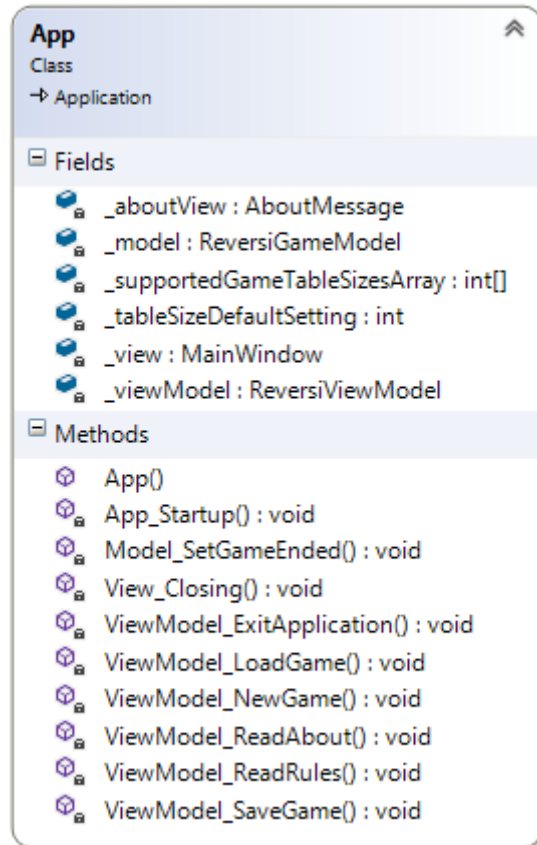 App
Class
Application
Fields
_aboutView : AboutMessage
_model : ReversiGameModel
_supportedGameTableSizesArray : int[]
_tableSizeDefaultSetting : int
_view : MainWindow
_viewModel : ReversiViewModel
Methods
App()
App_Startup() : void
Model_SetGameEnded() : void
View_Closing() : void
ViewModel_ExitApplication() : void
ViewModel_LoadGame() : void
ViewModel_NewGame() : void
ViewModel_ReadAbout() : void
ViewModel_ReadRules() : void
ViewModel_SaveGame() : void